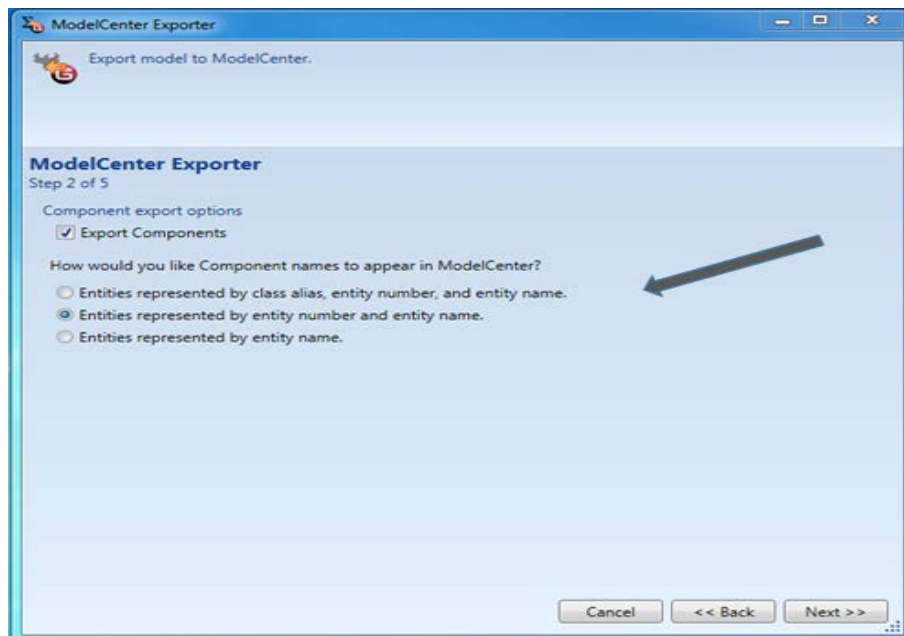 ModelCenter Exporter
Export model to ModelCenter.
ModelCenter Exporter
Step 2 of 5
Component export options
Export Components
How would you like Component names to appear in ModelCenter?
Entities represented by class alias, entity number, and entity name.
Entities represented by entity number and entity name.
Entities represented by entity name.
Cancel << Back Next >>